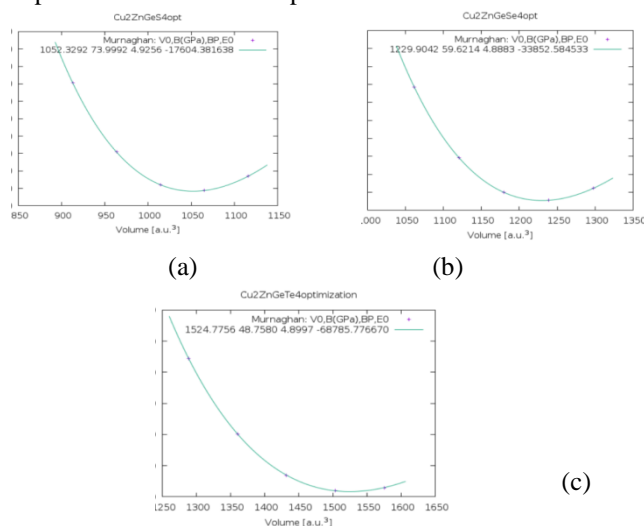 Cu2ZnGeS4opt
Murnaghan: V0,B(GPa),BP,E0
1052.3292 73.9992 4.9256 -17604.381638
850 900 950 1000 1050 1100 1150
Volume [a.u.³]
(a)
Cu2ZnGeSe4opt
Murnaghan: V0,B(GPa),BP,E0
1229.9042 59.6214 4.8883 -33852.584533
.000 1050 1100 1150 1200 1250 1300 1350
Volume [a.u.³]
(b)
Cu2ZnGeTe4optimization
Murnaghan: V0,B(GPa),BP,E0
1524.7756 48.7580 4.8997 -68785.776670
1250 1300 1350 1400 1450 1500 1550 1600 1650
Volume [a.u.³]
(c)